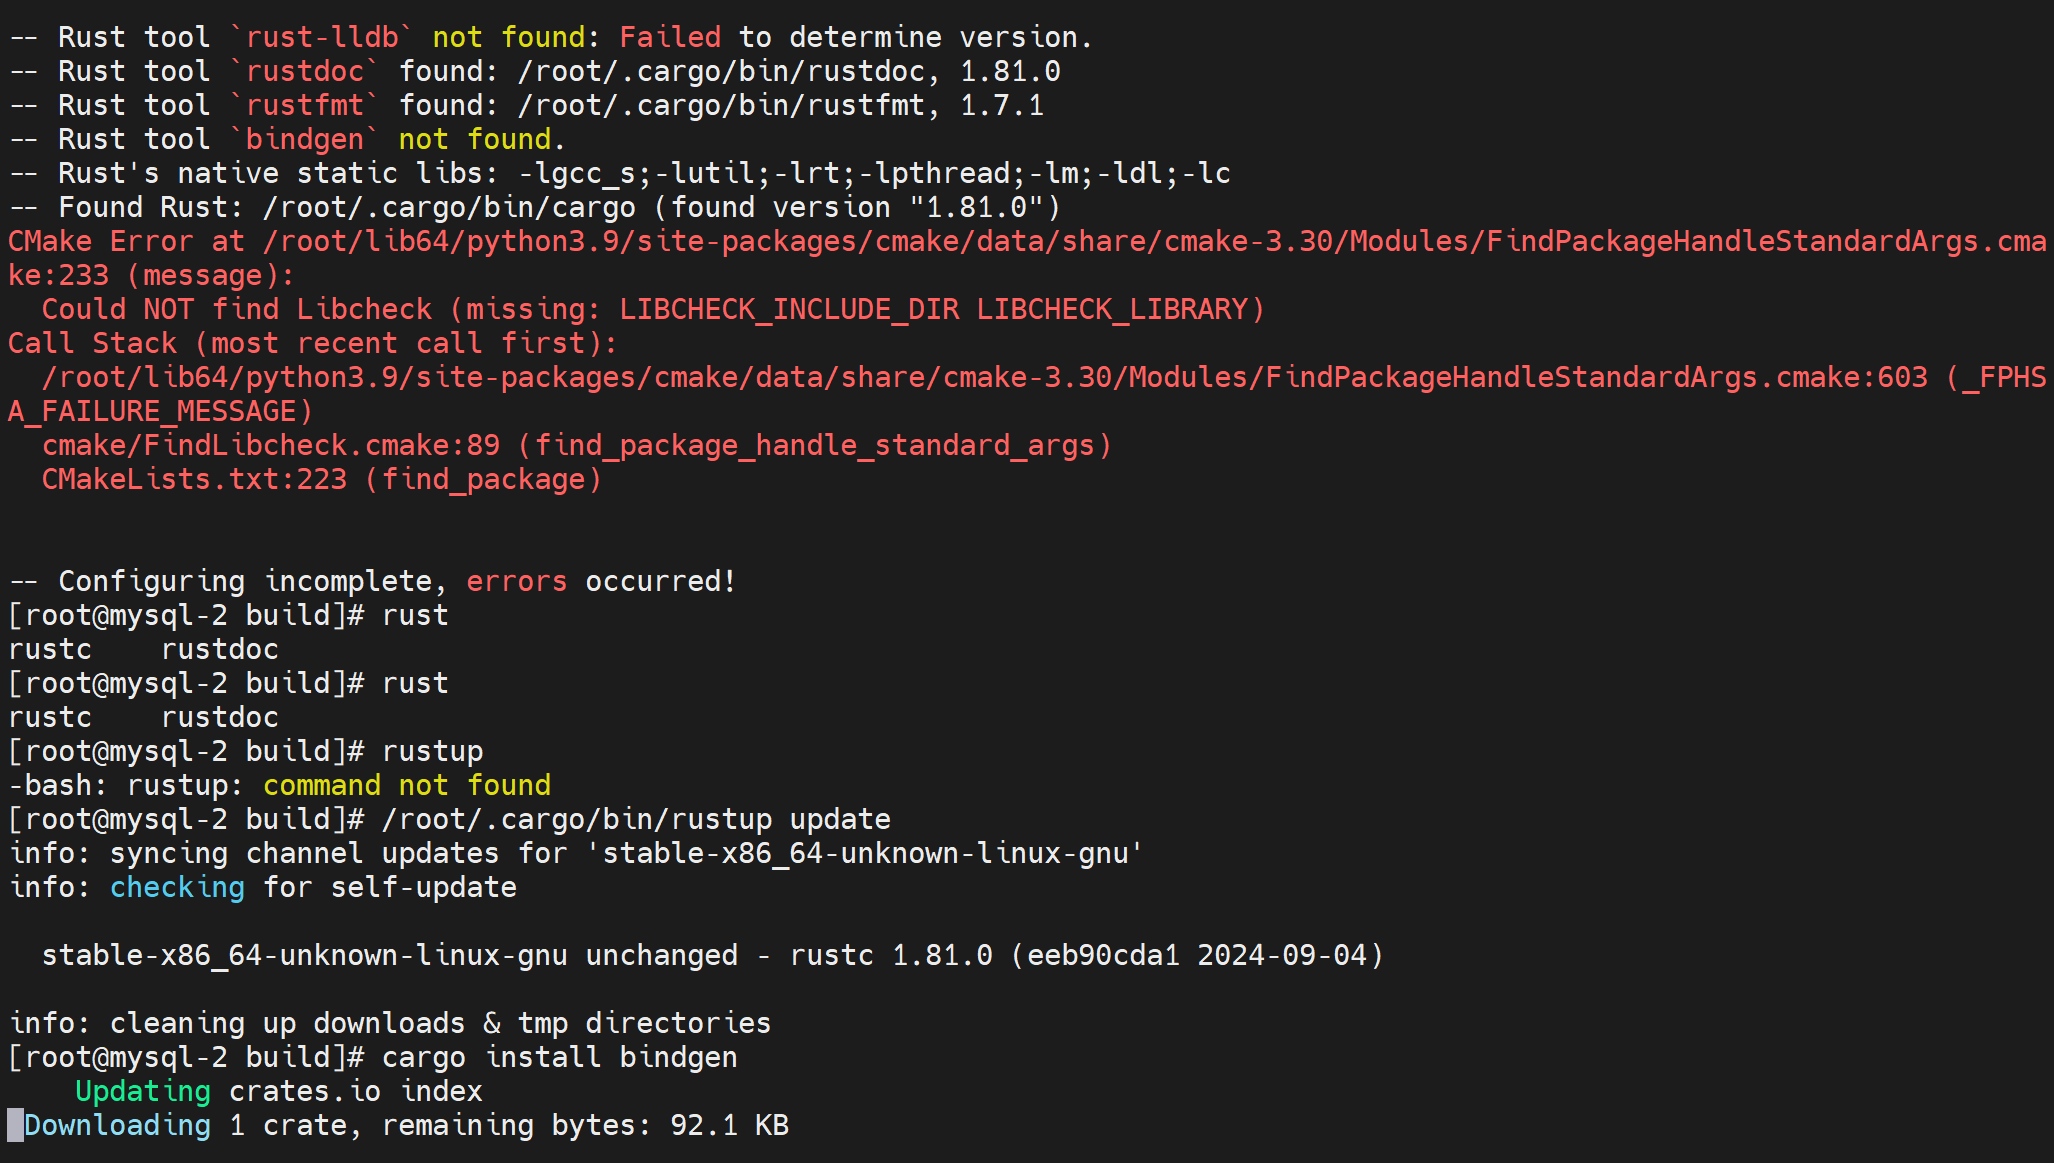 -- Rust tool `rust-lldb` not found: Failed to determine version.
-- Rust tool `rustdoc` found: /root/.cargo/bin/rustdoc, 1.81.0
-- Rust tool `rustfmt` found: /root/.cargo/bin/rustfmt, 1.7.1
-- Rust tool `bindgen` not found.
-- Rust's native static libs: -lgcc_s;-lutil;-lrt;-lpthread;-lm;-ldl;-lc
-- Found Rust: /root/.cargo/bin/cargo (found version "1.81.0")
CMake Error at /root/lib64/python3.9/site-packages/cmake/data/share/cmake-3.30/Modules/FindPackageHandleStandardArgs.cma
ke:233 (message):
  Could NOT find Libcheck (missing: LIBCHECK_INCLUDE_DIR LIBCHECK_LIBRARY)
Call Stack (most recent call first):
  /root/lib64/python3.9/site-packages/cmake/data/share/cmake-3.30/Modules/FindPackageHandleStandardArgs.cmake:603 (_FPHS
A_FAILURE_MESSAGE)
  cmake/FindLibcheck.cmake:89 (find_package_handle_standard_args)
  CMakeLists.txt:223 (find_package)
-- Configuring incomplete, errors occurred!
[root@mysql-2 build]# rust
rustc    rustdoc
[root@mysql-2 build]# rust
rustc    rustdoc
[root@mysql-2 build]# rustup
-bash: rustup: command not found
[root@mysql-2 build]# /root/.cargo/bin/rustup update
info: syncing channel updates for 'stable-x86_64-unknown-linux-gnu'
info: checking for self-update
  stable-x86_64-unknown-linux-gnu unchanged - rustc 1.81.0 (eeb90cda1 2024-09-04)
info: cleaning up downloads & tmp directories
[root@mysql-2 build]# cargo install bindgen
    Updating crates.io index
 Downloading 1 crate, remaining bytes: 92.1 KB